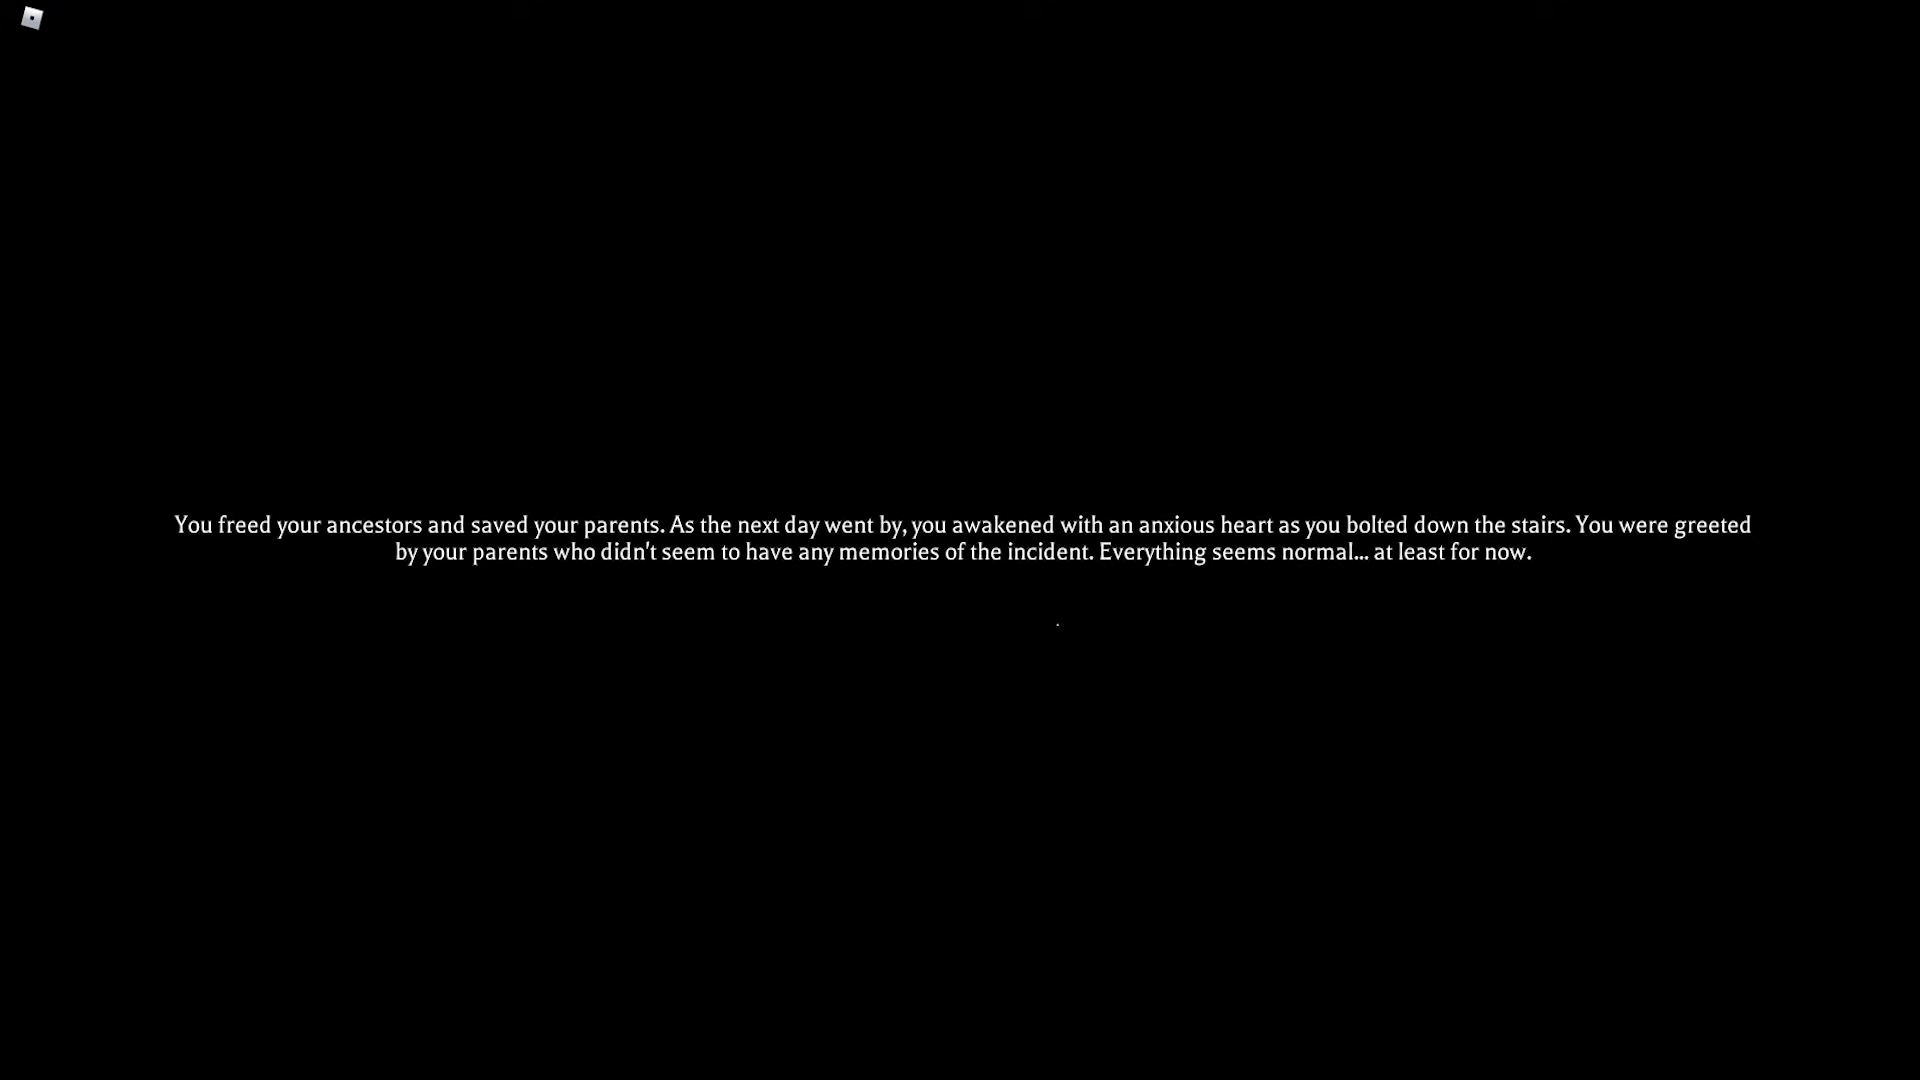 You freed your ancestors and saved your parents. As the next day went by, you awakened with an anxious heart as you bolted down the stairs. You were greeted
by your parents who didn't seem to have any memories of the incident. Everything seems normal... at least for now.